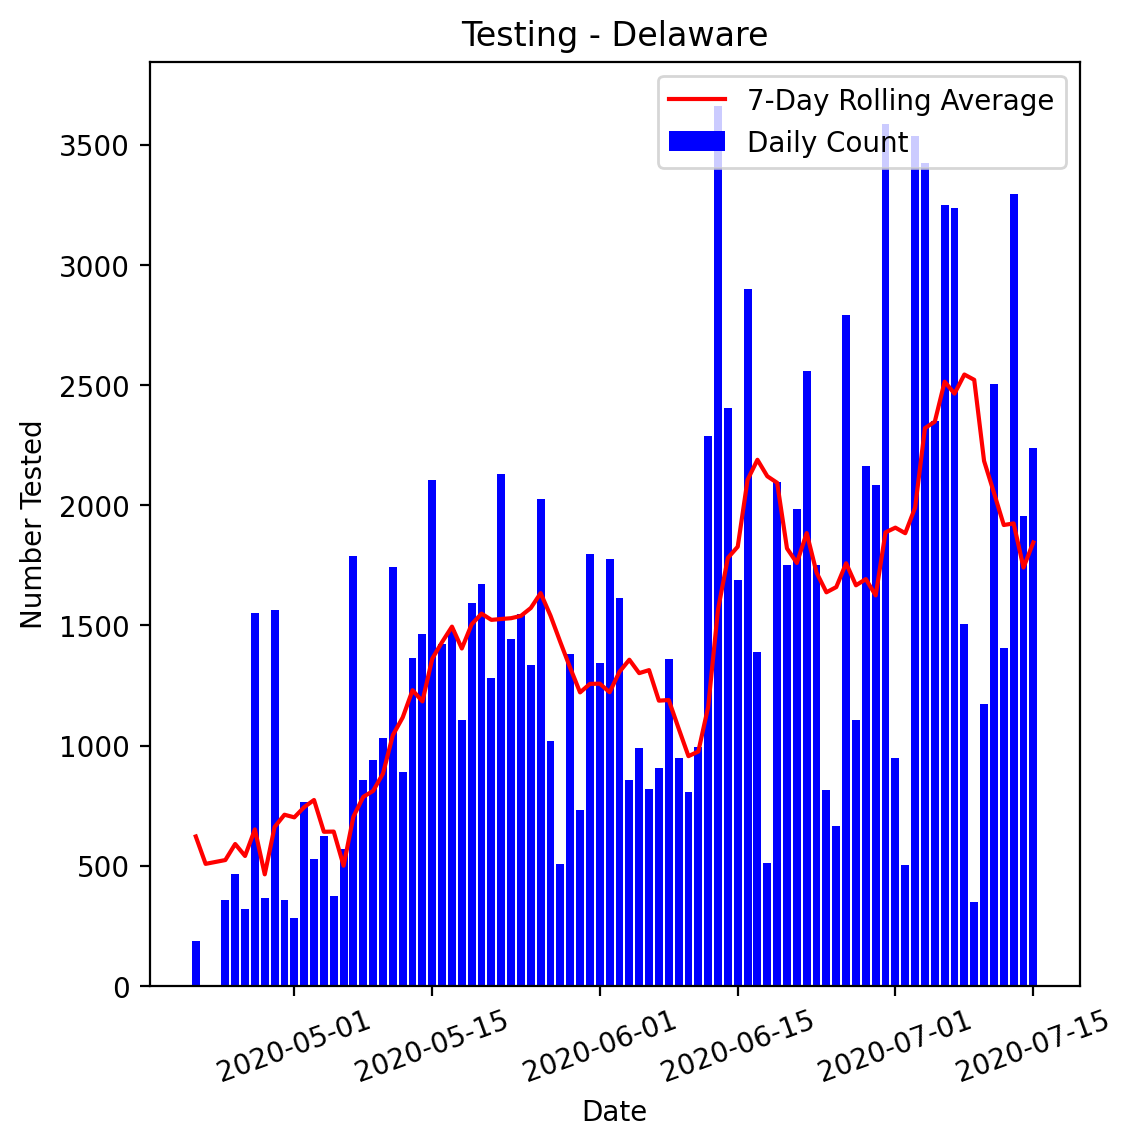 Testing - Delaware
7-Day Rolling Average
Daily Count
3500
3000
2500
2000
1500
1000
500
0
Number Tested
2020-05-01
2020-05-15
2020-06-01
2020-06-15
2020-07-01
2020-07-15
Date